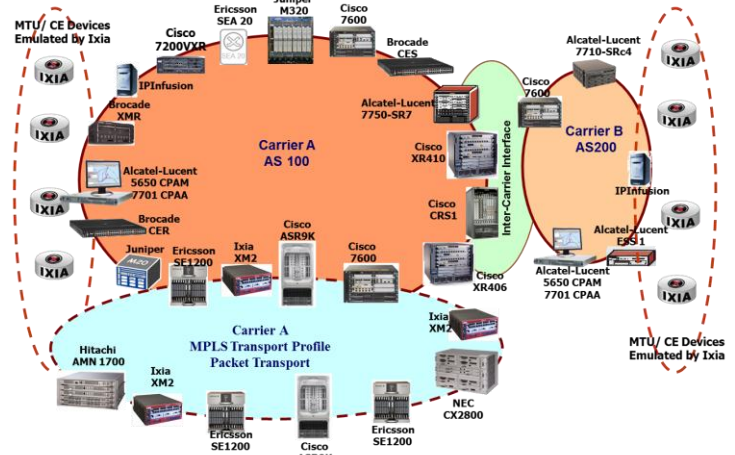 MTU/ CE Devices
Emulated by Ixia
IXIA
IXIA
IXIA
IXIA
Cisco
7200VXR
Ericsson
SEA 20
SEA 20
Juniper
M320
Cisco
7600
Brocade
CES
IPInfusion
Brocade
XMR
Alcatel-Lucent
7750-SR7
Carrier A
AS 100
Cisco
XR410
Alcatel-Lucent
5650 CPAM
7701 CPAA
Brocade
CER
Cisco
CRS1
Inter-Carrier Interface
Juniper
M20
Ericsson
SE1200
Ixia
XM2
Cisco
ASR9K
Cisco
7600
Cisco
XR406
Cisco
7600
Alcatel-Lucent
7710-SRc4
Carrier B
AS200
IPInfusion
Alcatel-Lucent
ESS 1
Alcatel-Lucent
5650 CPAM
7701 CPAA
IXIA
IXIA
IXIA
IXIA
MTU/ CE Devices
Emulated by Ixia
Carrier A
MPLS Transport Profile
Packet Transport
Hitachi
AMN 1700
Ixia
XM2
Ericsson
SE1200
Cisco
Ericsson
SE1200
NEC
CX2800
Ixia
XM2